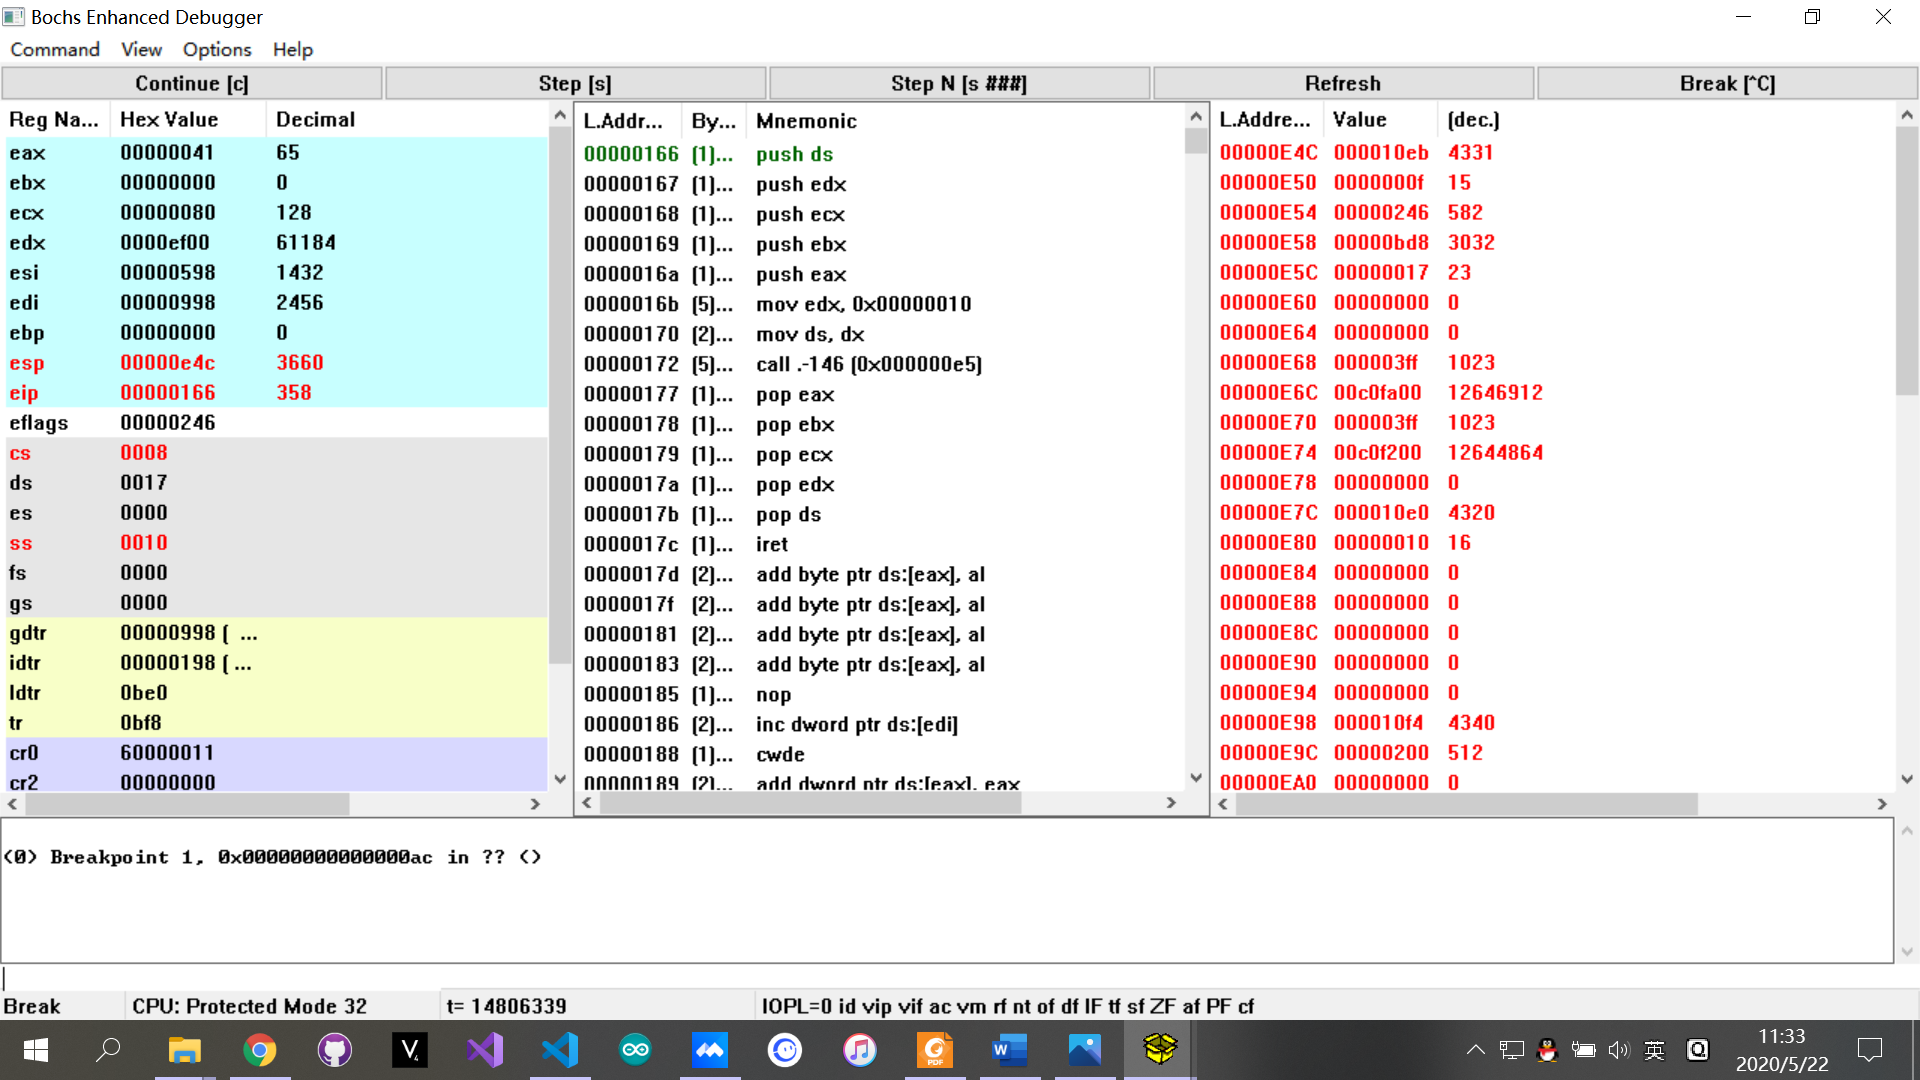 Bochs Enhanced Debugger
Command View Options Help
Continue [c] Step [s] Step N [s ###] Refresh Break [^C]
Reg Na... Hex Value Decimal
eax 00000041 65
ebx 00000000 0
ecx 00000080 128
edx 0000ef00 61184
esi 00000598 1432
edi 00000998 2456
ebp 00000000 0
esp 00000e4c 3660
eip 00000166 358
eflags 00000246
cs 0008
ds 0017
es 0000
ss 0010
fs 0000
gs 0000
gdtr 00000998 ( ...
idtr 00000198 ( ...
ldtr 0be0
tr 0bf8
cr0 60000011
cr2 00000000
L.Addr... By... Mnemonic
00000166 (1)... push ds
00000167 (1)... push edx
00000168 (1)... push ecx
00000169 (1)... push ebx
0000016a (1)... push eax
0000016b (5)... mov edx, 0x00000010
00000170 (2)... mov ds, dx
00000172 (5)... call .-146 (0x000000e5)
00000177 (1)... pop eax
00000178 (1)... pop ebx
00000179 (1)... pop ecx
0000017a (1)... pop edx
0000017b (1)... pop ds
0000017c (1)... iret
0000017d (2)... add byte ptr ds:[eax], al
0000017f (2)... add byte ptr ds:[eax], al
00000181 (2)... add byte ptr ds:[eax], al
00000183 (2)... add byte ptr ds:[eax], al
00000185 (1)... nop
00000186 (2)... inc dword ptr ds:[edi]
00000188 (1)... cwde
00000189 (2)... add dword ptr ds:[eax], eax
L.Addre... Value (dec.)
00000E4C 000010eb 4331
00000E50 0000000f 15
00000E54 00000246 582
00000E58 00000bd8 3032
00000E5C 00000017 23
00000E60 00000000 0
00000E64 00000000 0
00000E68 000003ff 1023
00000E6C 00c0fa00 12646912
00000E70 000003ff 1023
00000E74 00c0f200 12644864
00000E78 00000000 0
00000E7C 000010e0 4320
00000E80 00000010 16
00000E84 00000000 0
00000E88 00000000 0
00000E8C 00000000 0
00000E90 00000000 0
00000E94 00000000 0
00000E98 000010f4 4340
00000E9C 00000200 512
00000EA0 00000000 0
(0) Breakpoint 1, 0x00000000000000ac in ?? ()
Break CPU: Protected Mode 32 t= 14806339 IOPL=0 id vip vif ac vm rf nt of df IF tf sf ZF af PF cf
英
11:33
2020/5/22